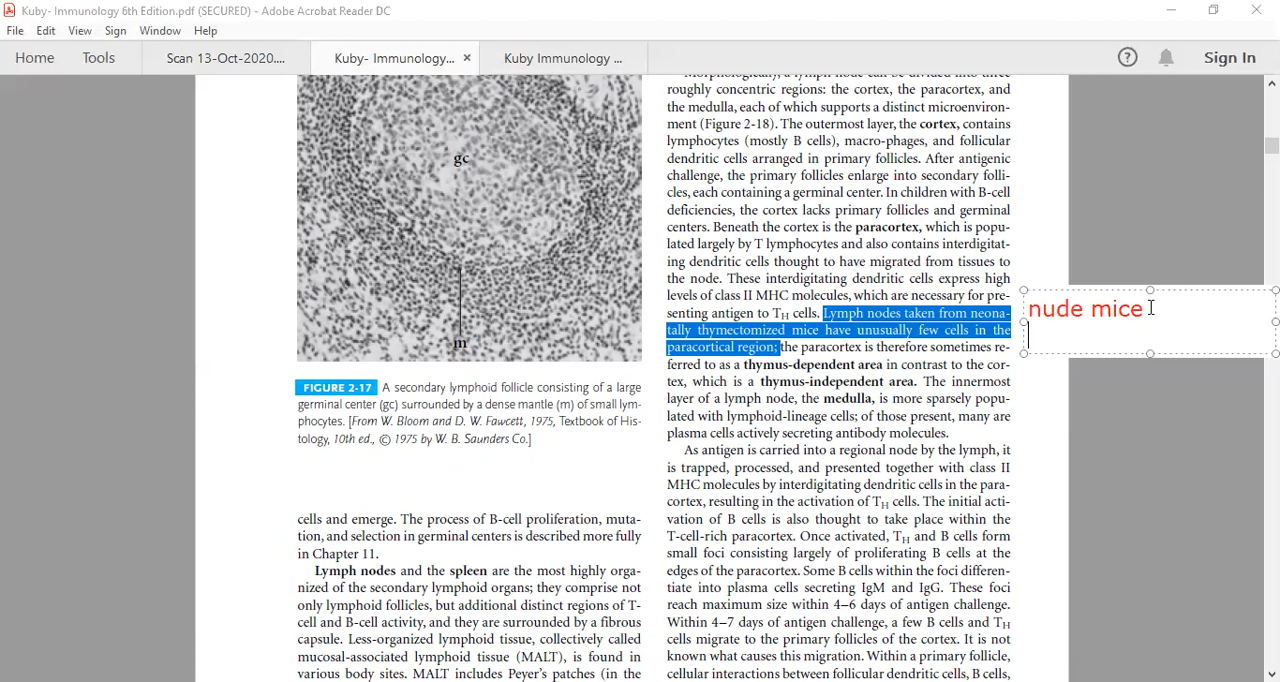 Kuby- Immunology 6th Edition.pdf (SECURED) - Adobe Acrobat Reader DC
File Edit View Sign Window Help
Home Tools Scan 13-Oct-2020.... Kuby- Immunology... × Kuby Immunology ... Sign In
gc
m
FIGURE 2-17 A secondary lymphoid follicle consisting of a large
germinal center (gc) surrounded by a dense mantle (m) of small lym-
phocytes. [From W. Bloom and D. W. Fawcett, 1975, Textbook of His-
tology, 10th ed., © 1975 by W. B. Saunders Co.]
cells and emerge. The process of B-cell proliferation, muta-
tion, and selection in germinal centers is described more fully
in Chapter 11.
Lymph nodes and the spleen are the most highly orga-
nized of the secondary lymphoid organs; they comprise not
only lymphoid follicles, but additional distinct regions of T-
cell and B-cell activity, and they are surrounded by a fibrous
capsule. Less-organized lymphoid tissue, collectively called
mucosal-associated lymphoid tissue (MALT), is found in
various body sites. MALT includes Peyer's patches (in the
Morphologically, a lymph node can be divided into three
roughly concentric regions: the cortex, the paracortex, and
the medulla, each of which supports a distinct microenviron-
ment (Figure 2-18). The outermost layer, the cortex, contains
lymphocytes (mostly B cells), macro-phages, and follicular
dendritic cells arranged in primary follicles. After antigenic
challenge, the primary follicles enlarge into secondary folli-
cles, each containing a germinal center. In children with B-cell
deficiencies, the cortex lacks primary follicles and germinal
centers. Beneath the cortex is the paracortex, which is popu-
lated largely by T lymphocytes and also contains interdigitat-
ing dendritic cells thought to have migrated from tissues to
the node. These interdigitating dendritic cells express high
levels of class II MHC molecules, which are necessary for pre-
senting antigen to TH cells. Lymph nodes taken from neona-
tally thymectomized mice have unusually few cells in the
paracortical region; the paracortex is therefore sometimes re-
ferred to as a thymus-dependent area in contrast to the cor-
tex, which is a thymus-independent area. The innermost
layer of a lymph node, the medulla, is more sparsely popu-
lated with lymphoid-lineage cells; of those present, many are
plasma cells actively secreting antibody molecules.
As antigen is carried into a regional node by the lymph, it
is trapped, processed, and presented together with class II
MHC molecules by interdigitating dendritic cells in the para-
cortex, resulting in the activation of TH cells. The initial acti-
vation of B cells is also thought to take place within the
T-cell-rich paracortex. Once activated, TH and B cells form
small foci consisting largely of proliferating B cells at the
edges of the paracortex. Some B cells within the foci differen-
tiate into plasma cells secreting IgM and IgG. These foci
reach maximum size within 4–6 days of antigen challenge.
Within 4–7 days of antigen challenge, a few B cells and TH
cells migrate to the primary follicles of the cortex. It is not
known what causes this migration. Within a primary follicle,
cellular interactions between follicular dendritic cells, B cells,
nude mice